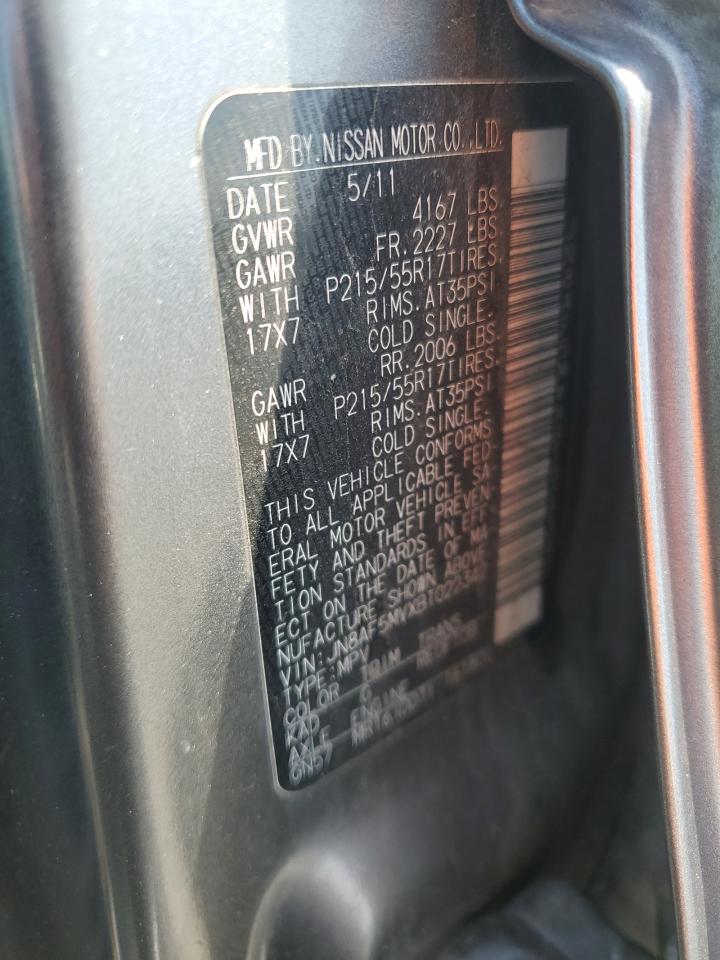 MFD BY.NISSAN MOTOR.CO.,LTD.
DATE 5/11
GVWR 4167 LBS
GAWR FR.2227 LBS
WITH P215/55R17TIRES.
17X7 RIMS.AT35PSI
COLD SINGLE.
GAWR RR.2006 LBS.
WITH P215/55R17TIRES.
17X7 RIMS.AT35PSI
COLD SINGLE.
THIS VEHICLE CONFORMS
TO ALL APPLICABLE FED
ERAL MOTOR VEHICLE SA
FETY AND THEFT PREVEN
TION STANDARDS IN EFF
ECT ON THE DATE OF MA
NUFACTURE SHOWN ABOVE
VIN:
TYPE:MPV
COLOR TRIM TRANS
KAD G
AXLE ENGINE